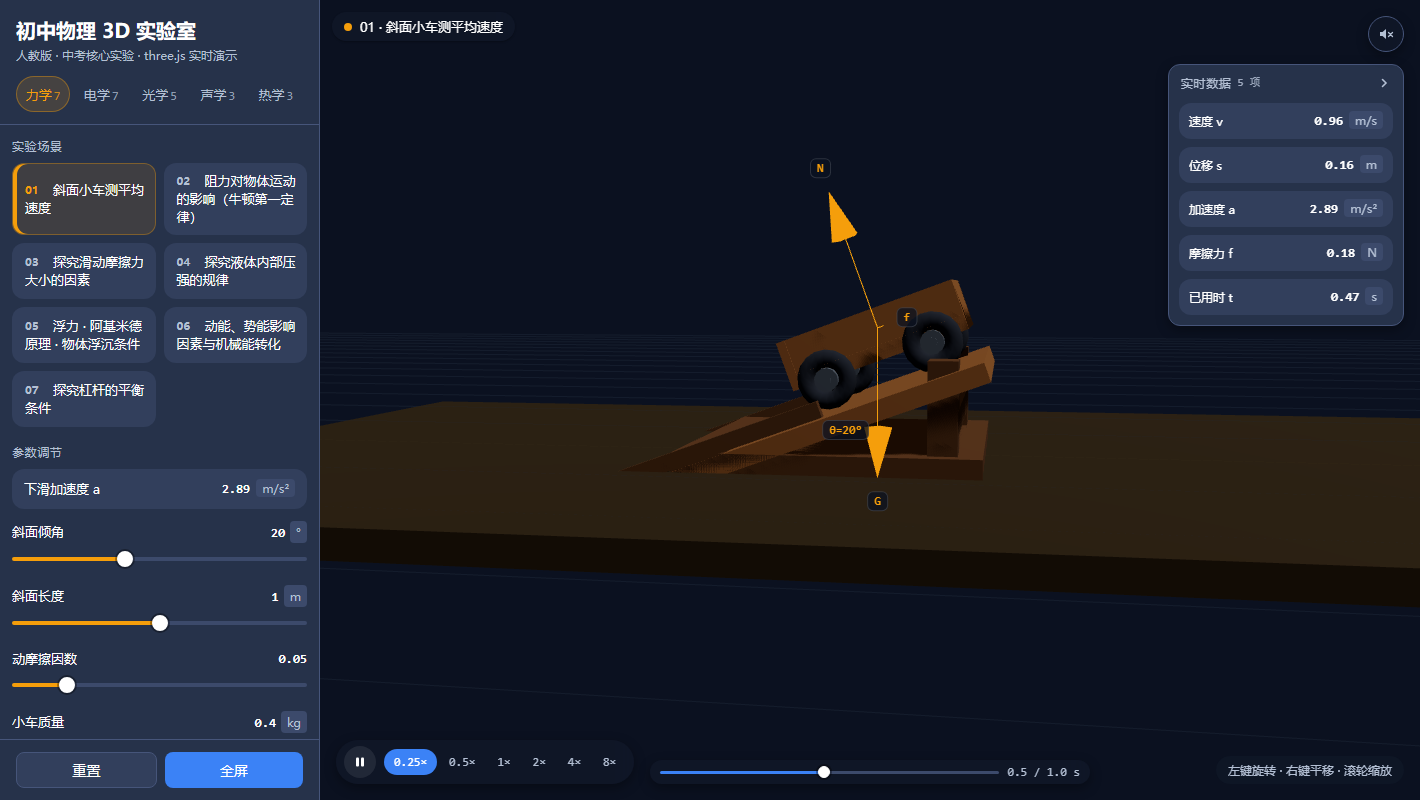 初中物理 3D 实验室
人教版 · 中考核心实验 · three.js 实时演示
力学 7 电学 7 光学 5 声学 3 热学 3
实验场景
01 斜面小车测平均
速度
02 阻力对物体运动
的影响（牛顿第一定
律）
03 探究滑动摩擦力
大小的因素
04 探究液体内部压
强的规律
05 浮力 · 阿基米德
原理 · 物体浮沉条件
06 动能、势能影响
因素与机械能转化
07 探究杠杆的平衡
条件
参数调节
下滑加速度 a 2.89 m/s²
斜面倾角 20 °
斜面长度 1 m
动摩擦因数 0.05
小车质量 0.4 kg
重置 全屏
01 · 斜面小车测平均速度
N
f
θ=20°
G
实时数据 5 项
速度 v 0.96 m/s
位移 s 0.16 m
加速度 a 2.89 m/s²
摩擦力 f 0.18 N
已用时 t 0.47 s
0.25× 0.5× 1× 2× 4× 8×
0.5 / 1.0 s
左键旋转 · 右键平移 · 滚轮缩放